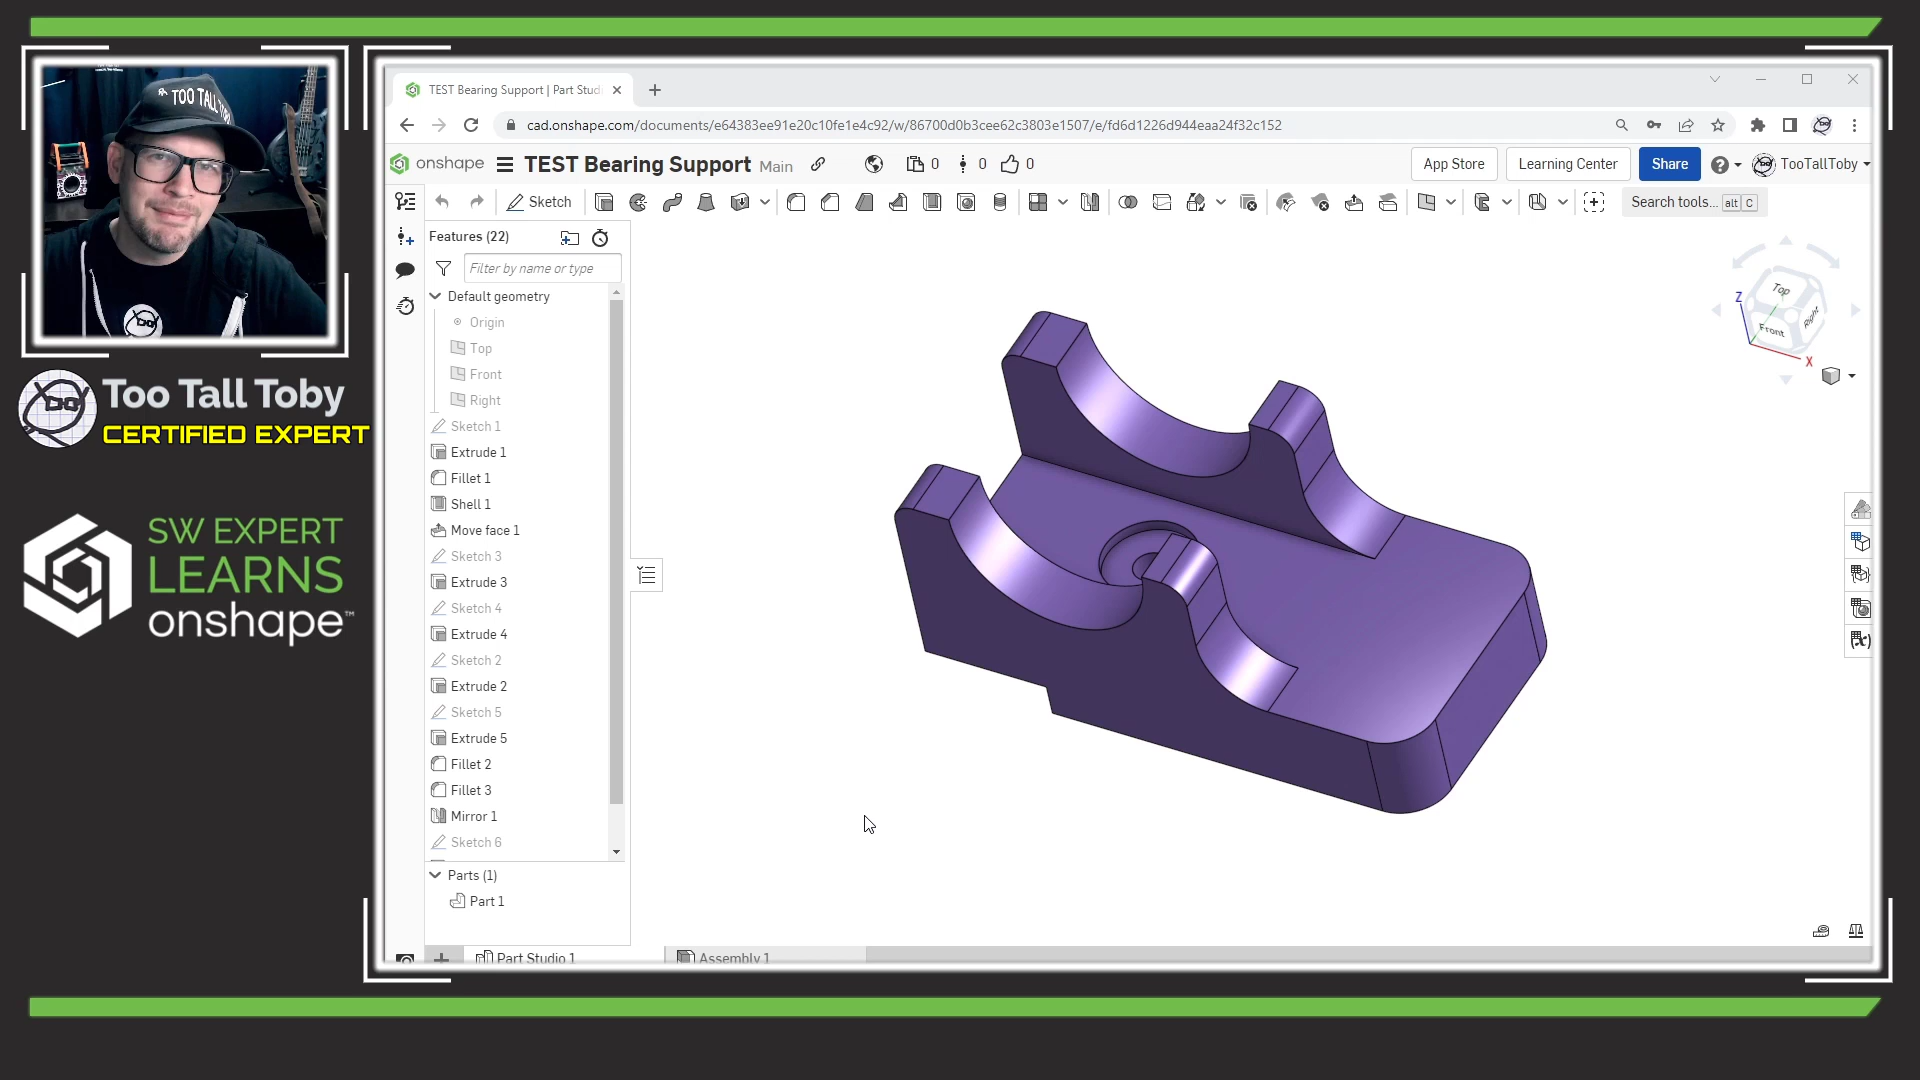 TOO TALL TOBY
Too Tall Toby
CERTIFIED EXPERT
SW EXPERT
LEARNS
onshape™
TEST Bearing Support | Part Stud
cad.onshape.com/documents/e64383ee91e20c10fe1e4c92/w/86700d0b3cee62c3803e1507/e/fd6d1226d944eaa24f32c152
onshape
TEST Bearing Support Main
0 0 0
App Store
Learning Center
Share
TooTallToby
Sketch
Search tools... alt C
Features (22)
Filter by name or type
Default geometry
Origin
Top
Front
Right
Sketch 1
Extrude 1
Fillet 1
Shell 1
Move face 1
Sketch 3
Extrude 3
Sketch 4
Extrude 4
Sketch 2
Extrude 2
Sketch 5
Extrude 5
Fillet 2
Fillet 3
Mirror 1
Sketch 6
Parts (1)
Part 1
Part Studio 1
Assembly 1
Z
Top
Front
Right
X